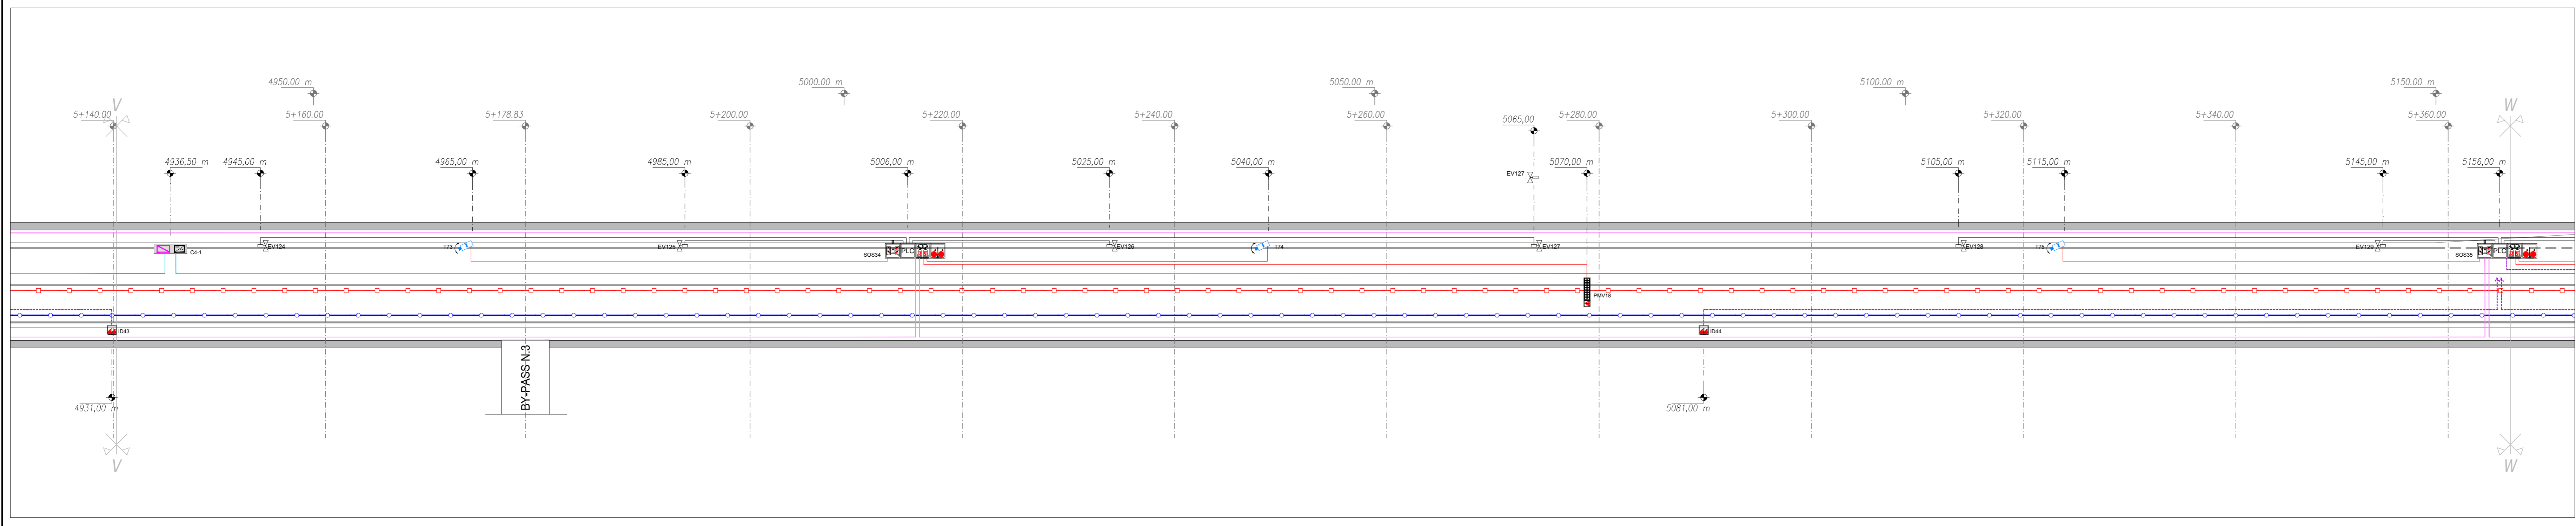 4950,00 m
5000,00 m
5050,00 m
5100,00 m
5150,00 m
V
W
5+140.00
5+160.00
5+178.83
5+200.00
5+220.00
5+240.00
5+260.00
5065,00
5+280.00
5+300.00
5+320.00
5+340.00
5+360.00
4936,50 m
4945,00 m
4965,00 m
4985,00 m
5006,00 m
5025,00 m
5040,00 m
5070,00 m
5105,00 m
5115,00 m
5145,00 m
5156,00 m
EV127
C4-1
EV124
T73
EV125
SOS34
PLC
EV126
T74
EV127
EV128
T75
EV129
SOS35
PLC
PMV18
ID43
ID44
BY-PASS N.3
4931,00 m
5081,00 m
V
W